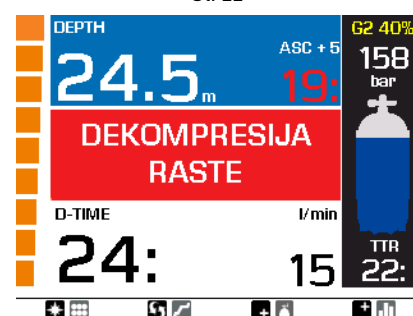 DEPTH
ASC + 5
G2 40%
24.5m
19:
158
bar
DEKOMPRESIJA
RASTE
D-TIME
l/min
TTR
24:
15
22: